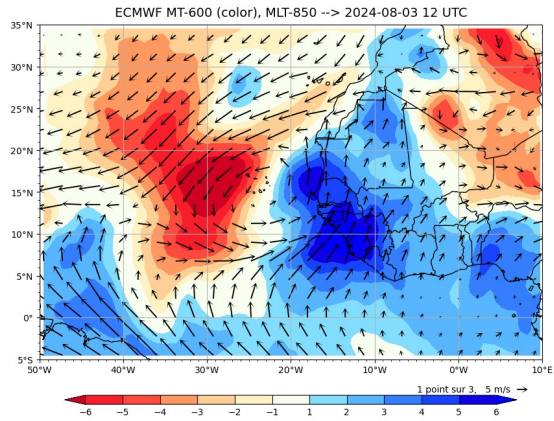 ECMWF MT-600 (color), MLT-850 --> 2024-08-03 12 UTC
35°N
30°N
25°N
20°N
15°N
10°N
5°N
0°
5°S
50°W 40°W 30°W 20°W 10°W 0°W 10°E
1 point sur 3, 5 m/s
−6 −5 −4 −3 −2 −1 1 2 3 4 5 6